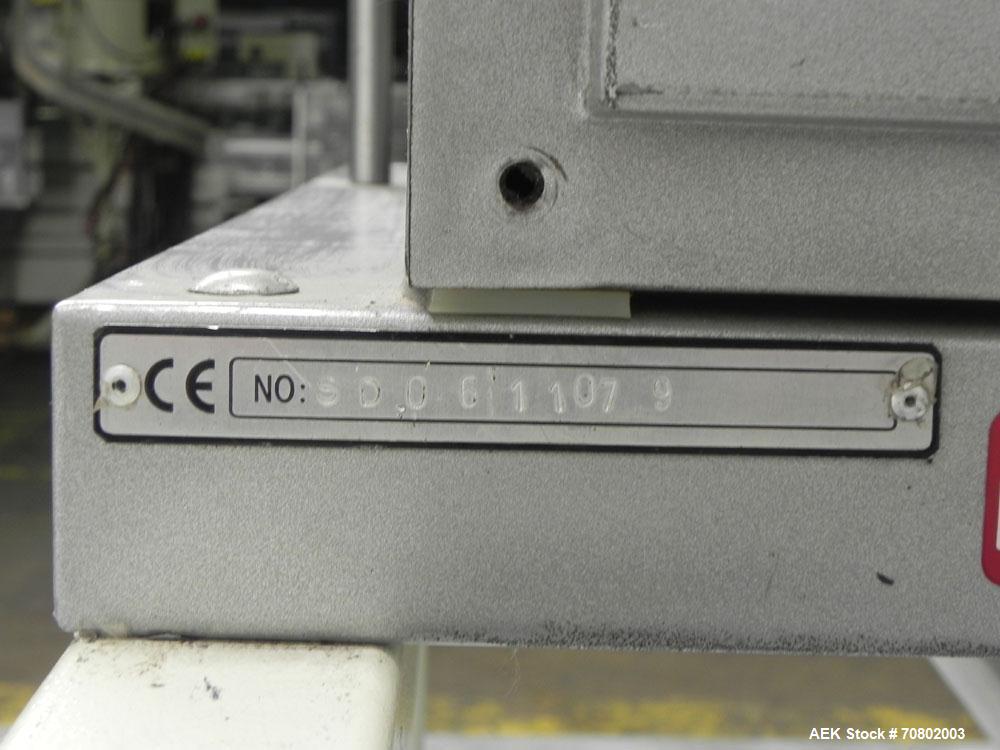 CE NO: SD0611079
AEK Stock # 70802003